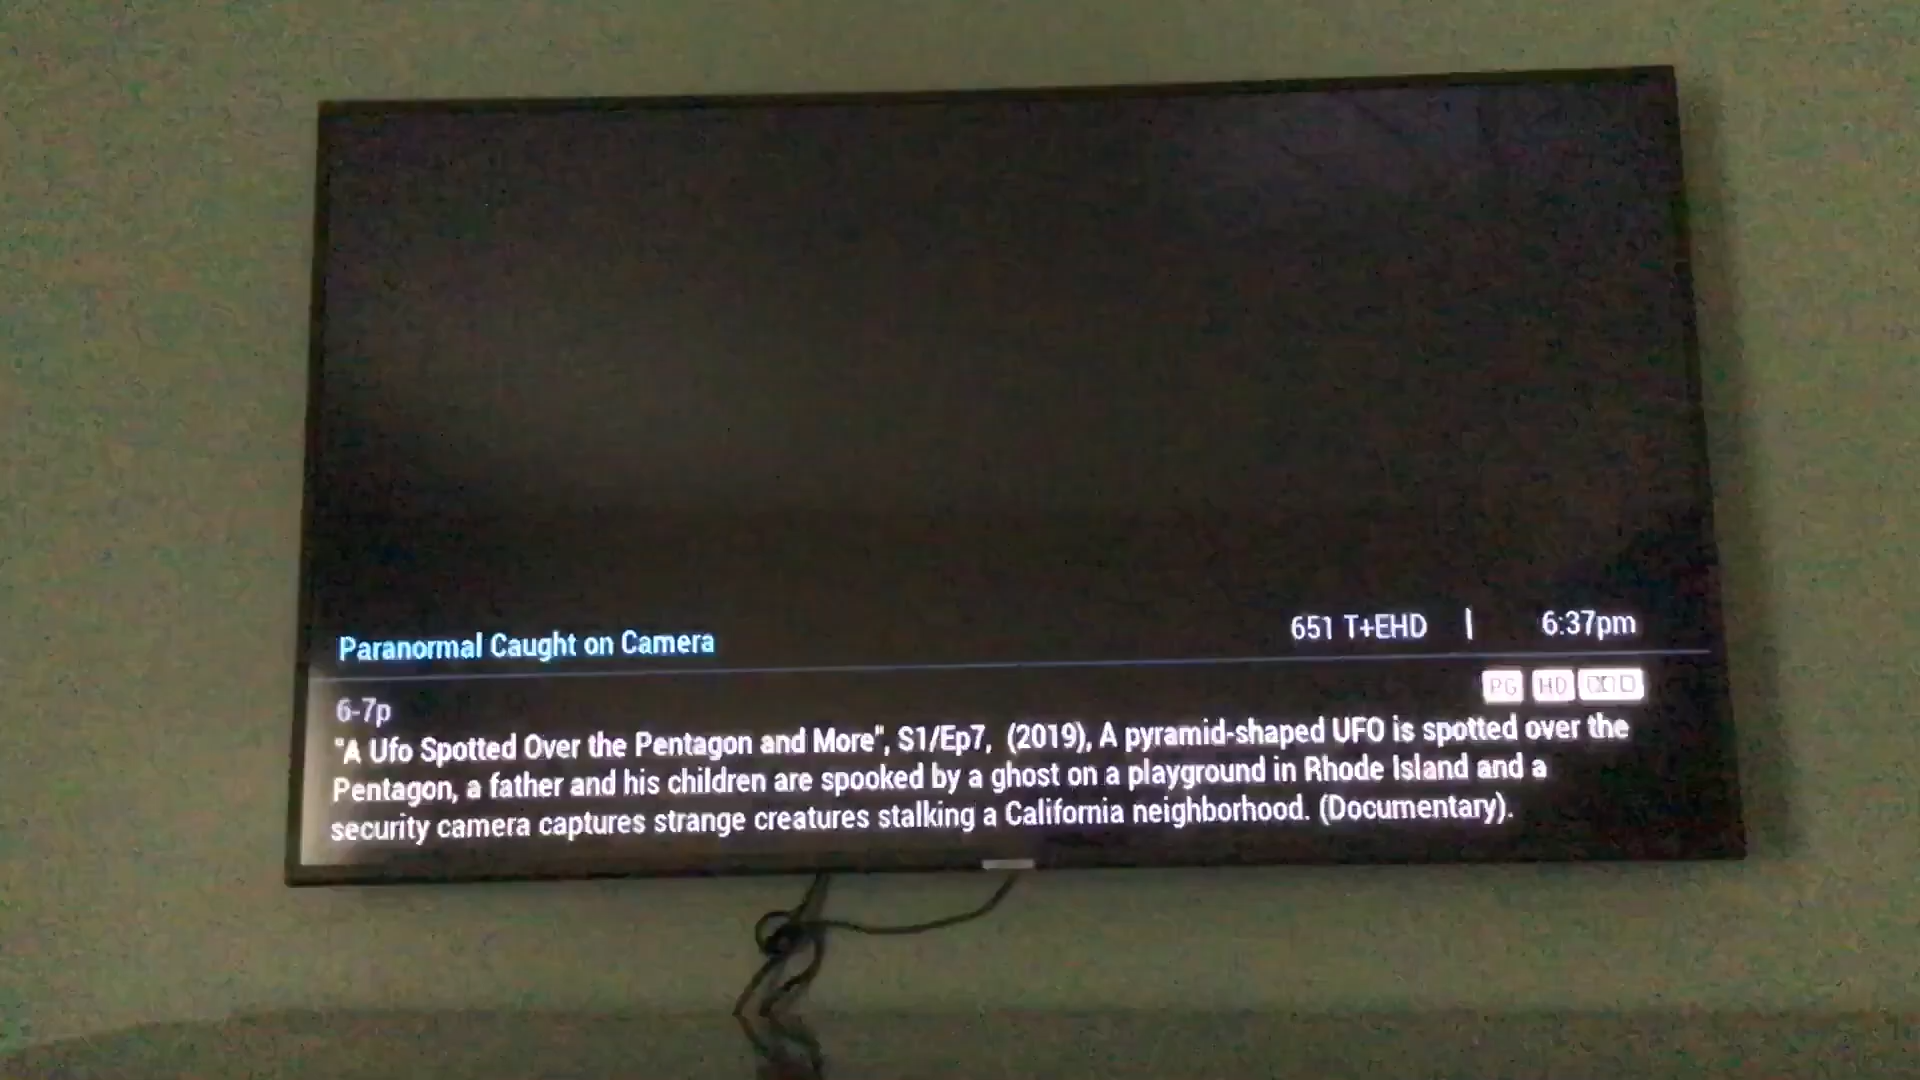 Paranormal Caught on Camera
651 T+EHD | 6:37pm
PG HD
6-7p
"A Ufo Spotted Over the Pentagon and More", S1/Ep7, (2019), A pyramid-shaped UFO is spotted over the
Pentagon, a father and his children are spooked by a ghost on a playground in Rhode Island and a
security camera captures strange creatures stalking a California neighborhood. (Documentary).